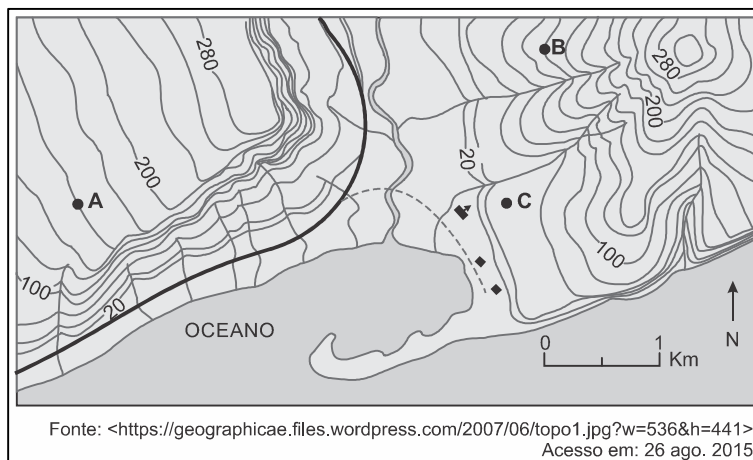 280
B
280
200
20
200
A
C
100
100
20
OCEANO
0 1
Km
N
Fonte: <https://geographicae.files.wordpress.com/2007/06/topo1.jpg?w=536&h=441>
Acesso em: 26 ago. 2015